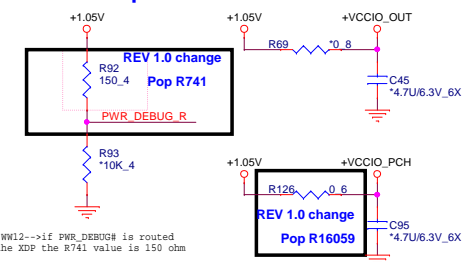 +1.05V
+1.05V
+VCCIO_OUT
REV 1.0 change
Pop R741
R92
150_4
PWR_DEBUG_R
R93
*10K_4
R69
*0_8
C45
*4.7U/6.3V_6X
+1.05V
+VCCIO_PCH
R126
0_6
REV 1.0 change
Pop R16059
C95
*4.7U/6.3V_6X
WW12-->if PWR_DEBUG# is routed
he XDP the R741 value is 150 ohm